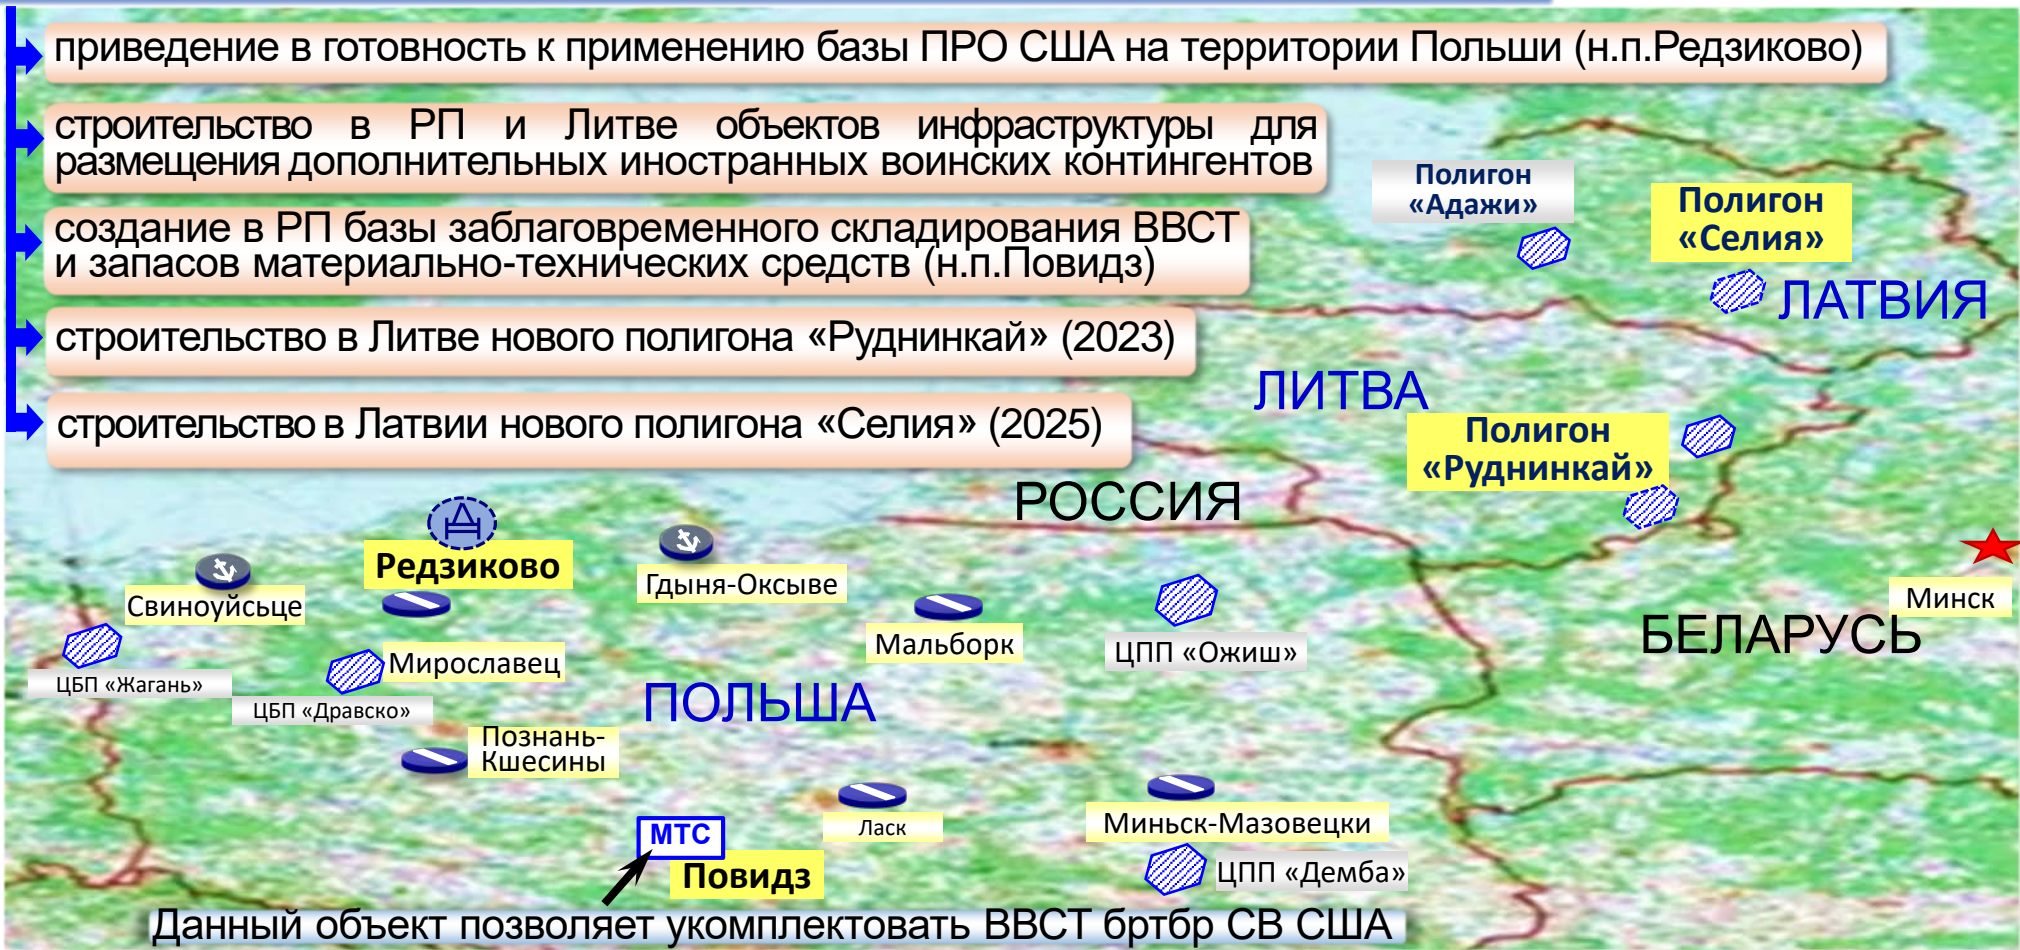 приведение в готовность к применению базы ПРО США на территории Польши (н.п.Редзиково)
строительство в РП и Литве объектов инфраструктуры для
размещения дополнительных иностранных воинских контингентов
создание в РП базы заблаговременного складирования ВВСТ
и запасов материально-технических средств (н.п.Повидз)
строительство в Литве нового полигона «Руднинкай» (2023)
строительство в Латвии нового полигона «Селия» (2025)
Полигон
«Адажи»
Полигон
«Селия»
ЛАТВИЯ
ЛИТВА
Полигон
«Руднинкай»
РОССИЯ
Редзиково
Свиноуйсьце
Гдыня-Оксыве
Минск
БЕЛАРУСЬ
Мальборк
ЦПП «Ожиш»
Мирославец
ЦБП «Жагань»
ЦБП «Дравско»
ПОЛЬША
Познань-
Кшесины
Ласк
Миньск-Мазовецки
МТС
Повидз
ЦПП «Демба»
Данный объект позволяет укомплектовать ВВСТ бртбр СВ США